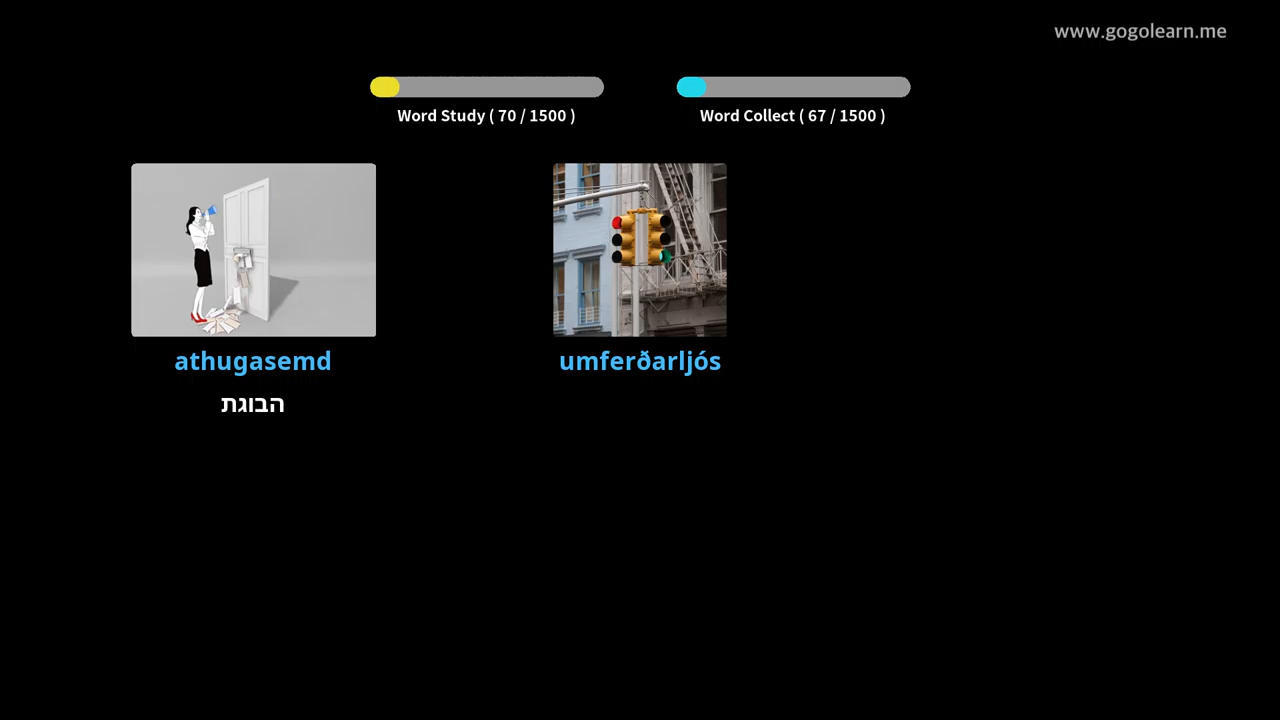 www.gogolearn.me
Word Study ( 70 / 1500 )
Word Collect ( 67 / 1500 )
athugasemd
umferðarljós
הבוגת